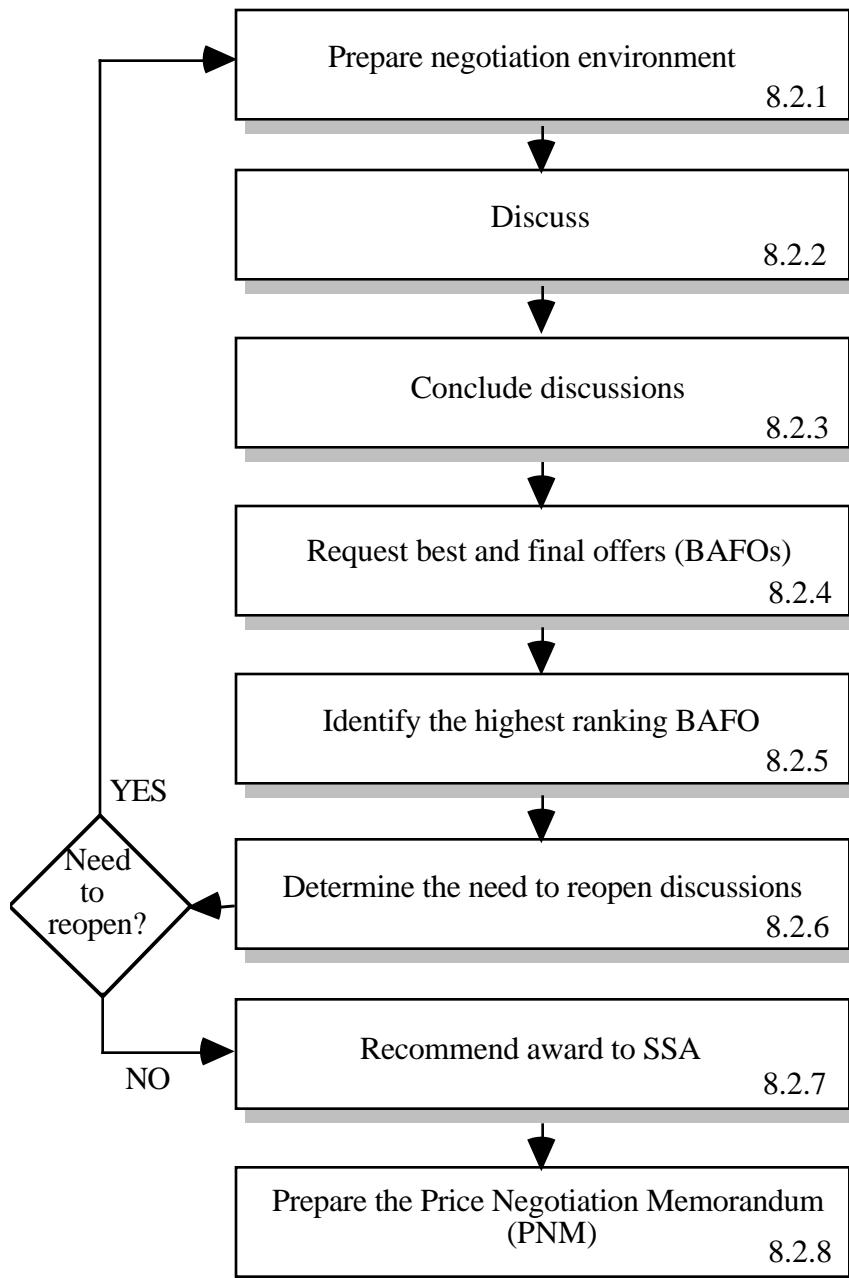 Prepare negotiation environment
8.2.1
Discuss
8.2.2
Conclude discussions
8.2.3
Request best and final offers (BAFOs)
8.2.4
Identify the highest ranking BAFO
8.2.5
YES
Need
to
reopen?
Determine the need to reopen discussions
8.2.6
NO
Recommend award to SSA
8.2.7
Prepare the Price Negotiation Memorandum
(PNM)
8.2.8